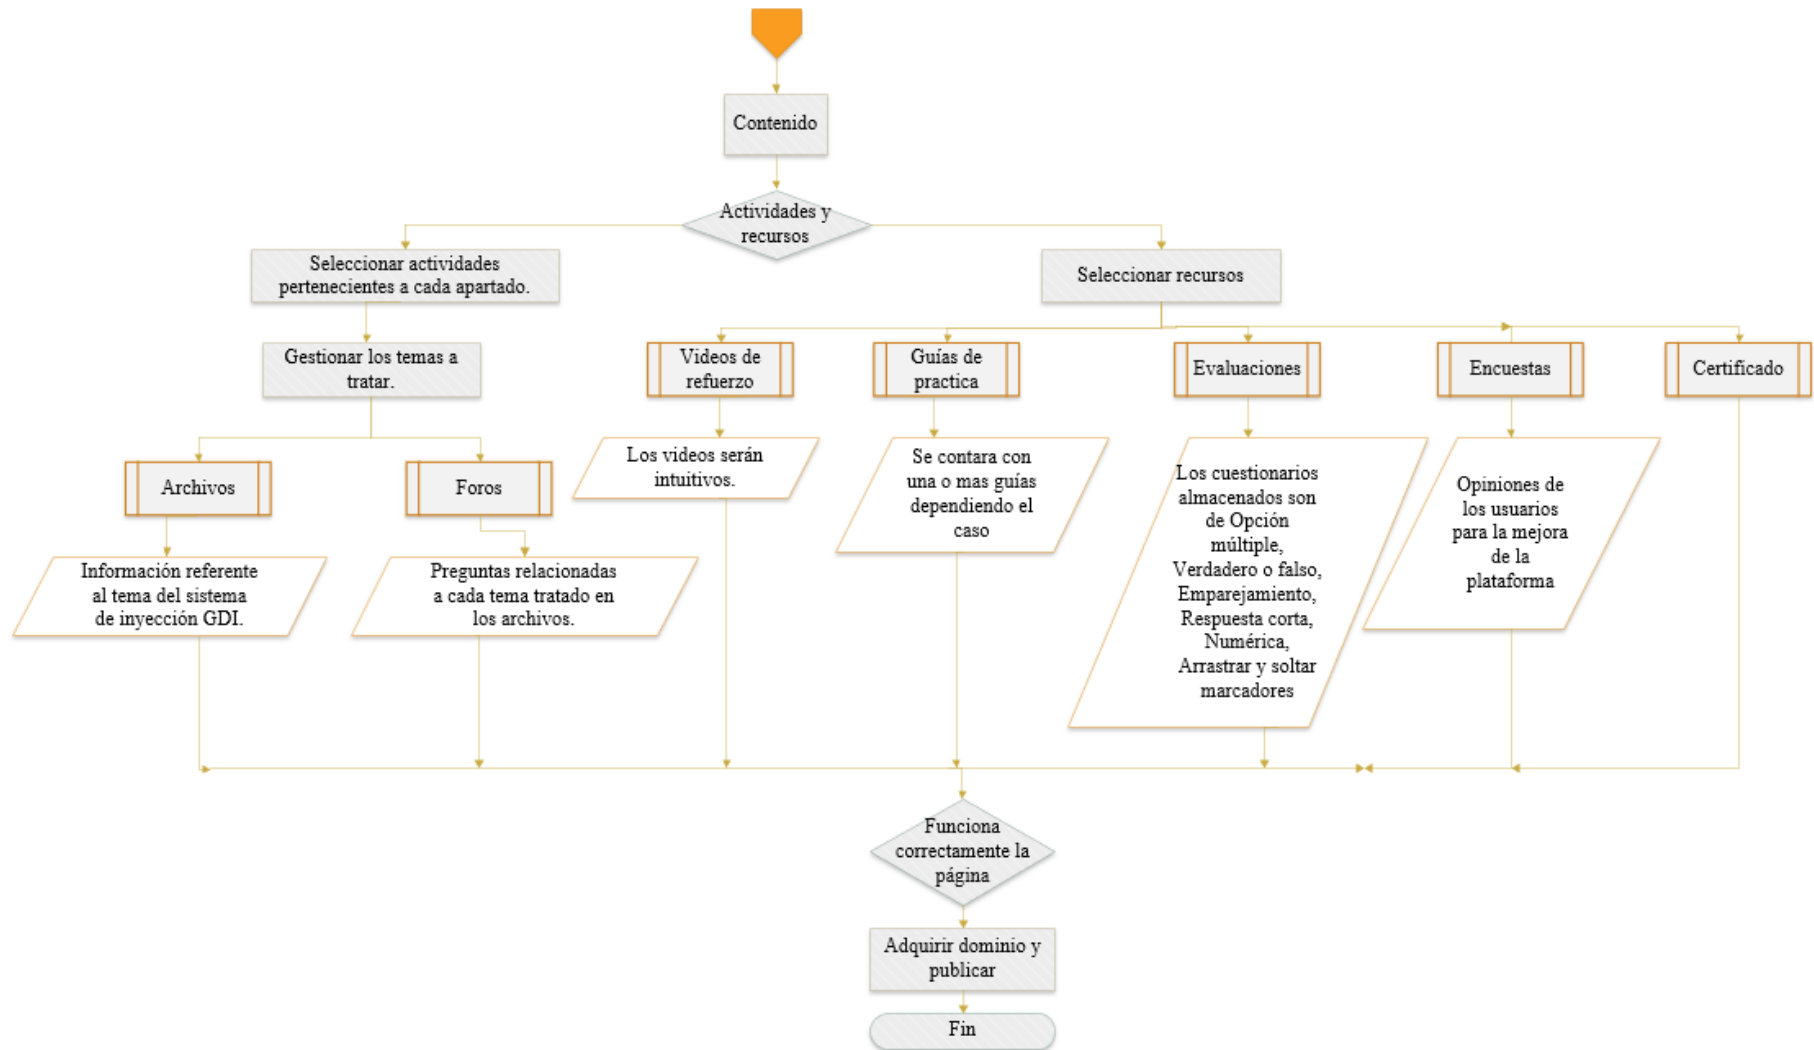 Contenido
Actividades y
recursos
Seleccionar actividades
pertenecientes a cada apartado.
Seleccionar recursos
Gestionar los temas a
tratar.
Videos de
refuerzo
Guías de
practica
Evaluaciones
Encuestas
Certificado
Archivos
Foros
Los videos serán
intuitivos.
Se contara con
una o mas guías
dependiendo el
caso
Los cuestionarios
almacenados son
de Opción
múltiple,
Verdadero o falso,
Emparejamiento,
Respuesta corta,
Numérica,
Arrastrar y soltar
marcadores
Opiniones de
los usuarios
para la mejora
de la
plataforma
Información referente
al tema del sistema
de inyección GDI.
Preguntas relacionadas
a cada tema tratado en
los archivos.
Funciona
correctamente la
página
Adquirir dominio y
publicar
Fin